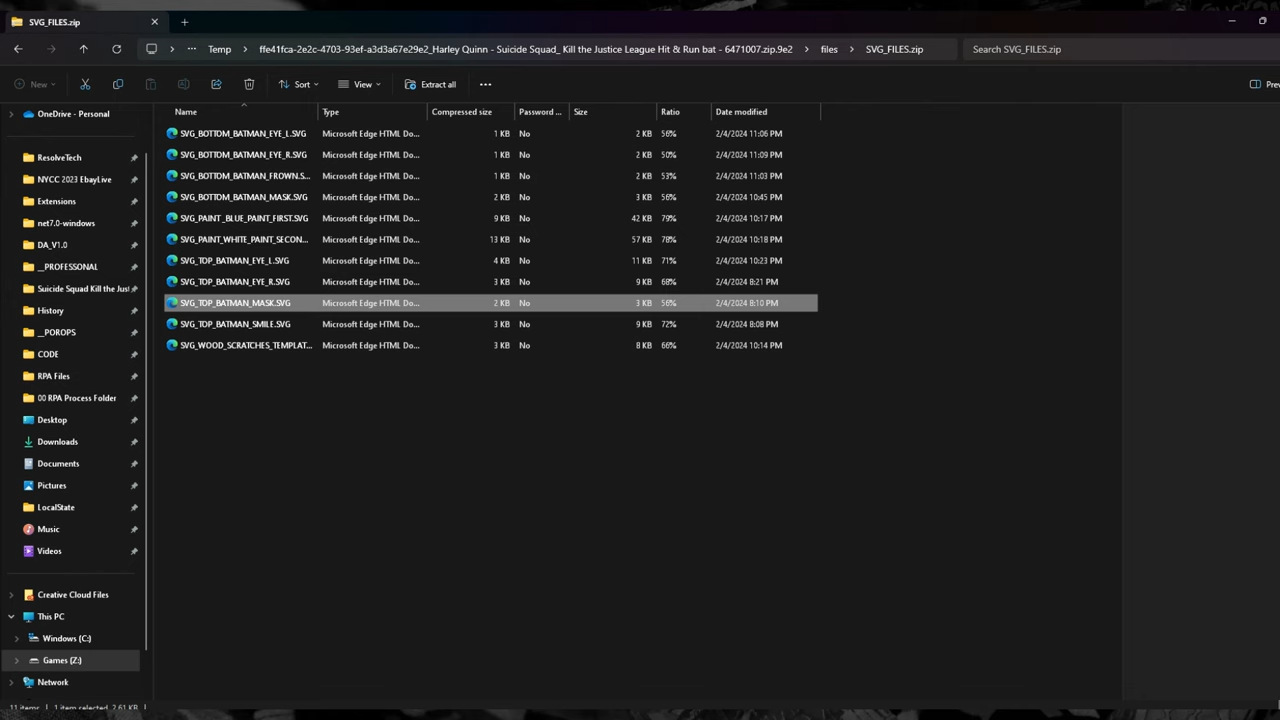 SVG_FILES.zip
Temp
ffe41fca-2e2c-4703-93ef-a3d3a67e29e2_Harley Quinn - Suicide Squad_ Kill the Justice League Hit & Run bat - 6471007.zip.9e2
files
SVG_FILES.zip
Search SVG_FILES.zip
New
Sort
View
Extract all
Prev
Name Type Compressed size Password ... Size Ratio Date modified
SVG_BOTTOM_BATMAN_EYE_L.SVG Microsoft Edge HTML Do... 1 KB No 2 KB 56% 2/4/2024 11:06 PM
SVG_BOTTOM_BATMAN_EYE_R.SVG Microsoft Edge HTML Do... 1 KB No 2 KB 50% 2/4/2024 11:09 PM
SVG_BOTTOM_BATMAN_FROWN.S... Microsoft Edge HTML Do... 1 KB No 2 KB 53% 2/4/2024 11:03 PM
SVG_BOTTOM_BATMAN_MASK.SVG Microsoft Edge HTML Do... 1 KB No 3 KB 56% 2/4/2024 10:45 PM
SVG_PAINT_BLUE_PAINT_FIRST.SVG Microsoft Edge HTML Do... 9 KB No 42 KB 79% 2/4/2024 10:17 PM
SVG_PAINT_WHITE_PAINT_SECON... Microsoft Edge HTML Do... 13 KB No 57 KB 78% 2/4/2024 10:18 PM
SVG_TOP_BATMAN_EYE_L.SVG Microsoft Edge HTML Do... 4 KB No 11 KB 71% 2/4/2024 10:23 PM
SVG_TOP_BATMAN_EYE_R.SVG Microsoft Edge HTML Do... 3 KB No 9 KB 68% 2/4/2024 8:21 PM
SVG_TOP_BATMAN_MASK.SVG Microsoft Edge HTML Do... 2 KB No 3 KB 56% 2/4/2024 8:10 PM
SVG_TOP_BATMAN_SMILE.SVG Microsoft Edge HTML Do... 3 KB No 9 KB 72% 2/4/2024 8:08 PM
SVG_WOOD_SCRATCHES_TEMPLAT... Microsoft Edge HTML Do... 3 KB No 8 KB 66% 2/4/2024 10:14 PM
OneDrive - Personal
ResolveTech
NYCC 2023 EbayLive
Extensions
net7.0-windows
DA_V1.0
__PROFESSONAL
Suicide Squad Kill the Just
History
__POROPS
CODE
RPA Files
00 RPA Process Folder
Desktop
Downloads
Documents
Pictures
LocalState
Music
Videos
Creative Cloud Files
This PC
Windows (C:)
Games (Z:)
Network
11 items 1 item selected 2.61 KB